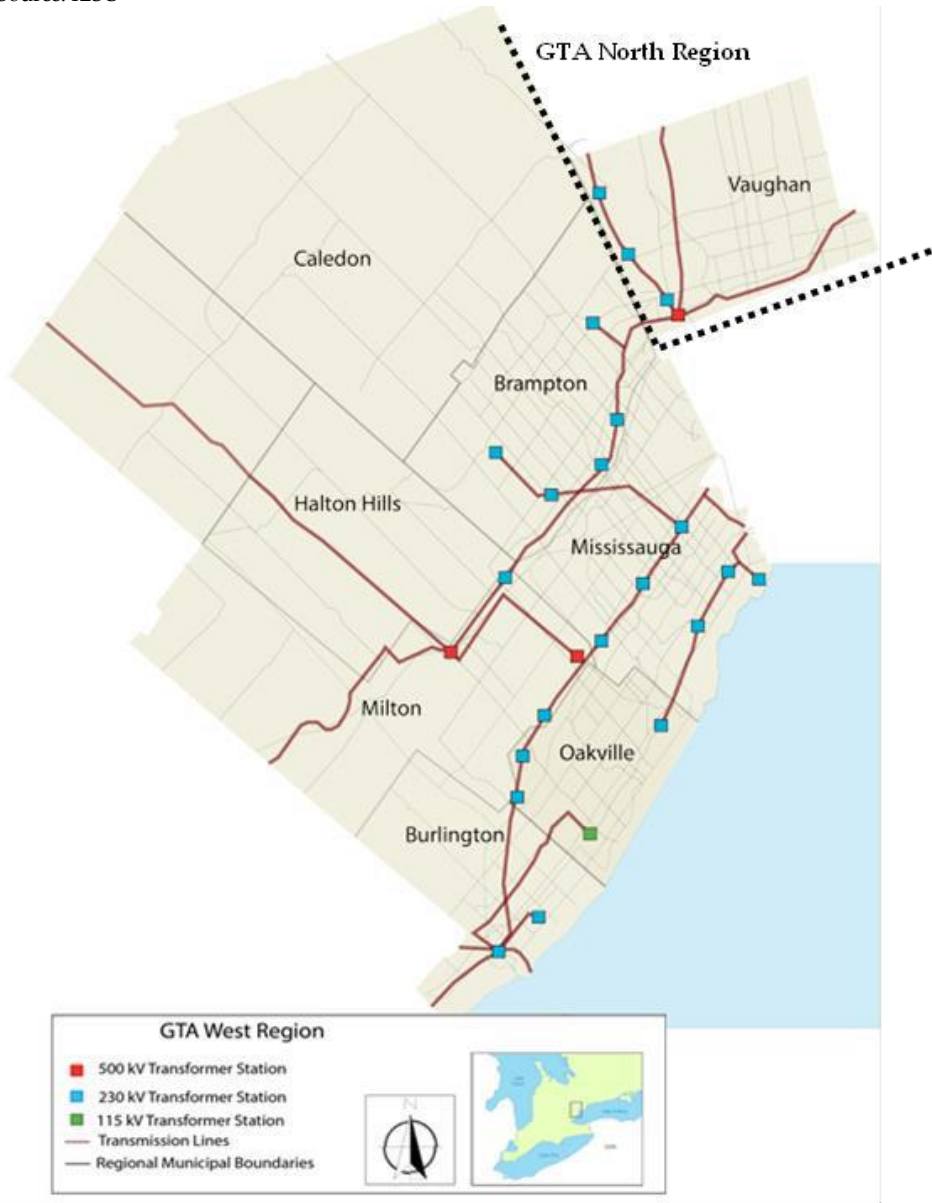 GTA North Region
Vaughan
Caledon
Brampton
Halton Hills
Mississauga
Milton
Oakville
Burlington
GTA West Region
500 kV Transformer Station
230 kV Transformer Station
115 kV Transformer Station
Transmission Lines
Regional Municipal Boundaries
N